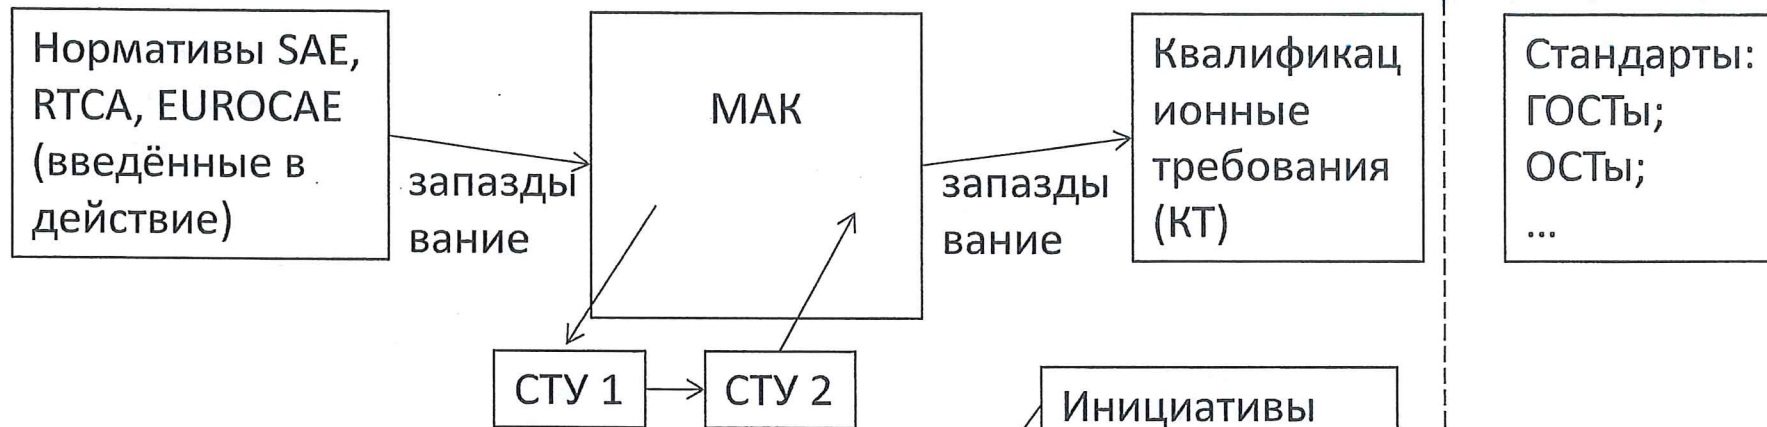 Нормативы SAE,
RTCA, EUROCAE
(введённые в
действие)
запазды
вание
МАК
запазды
вание
Квалификац
ионные
требования
(КТ)
Стандарты:
ГОСТы;
ОСТы;
...
СТУ 1
СТУ 2
Инициативы